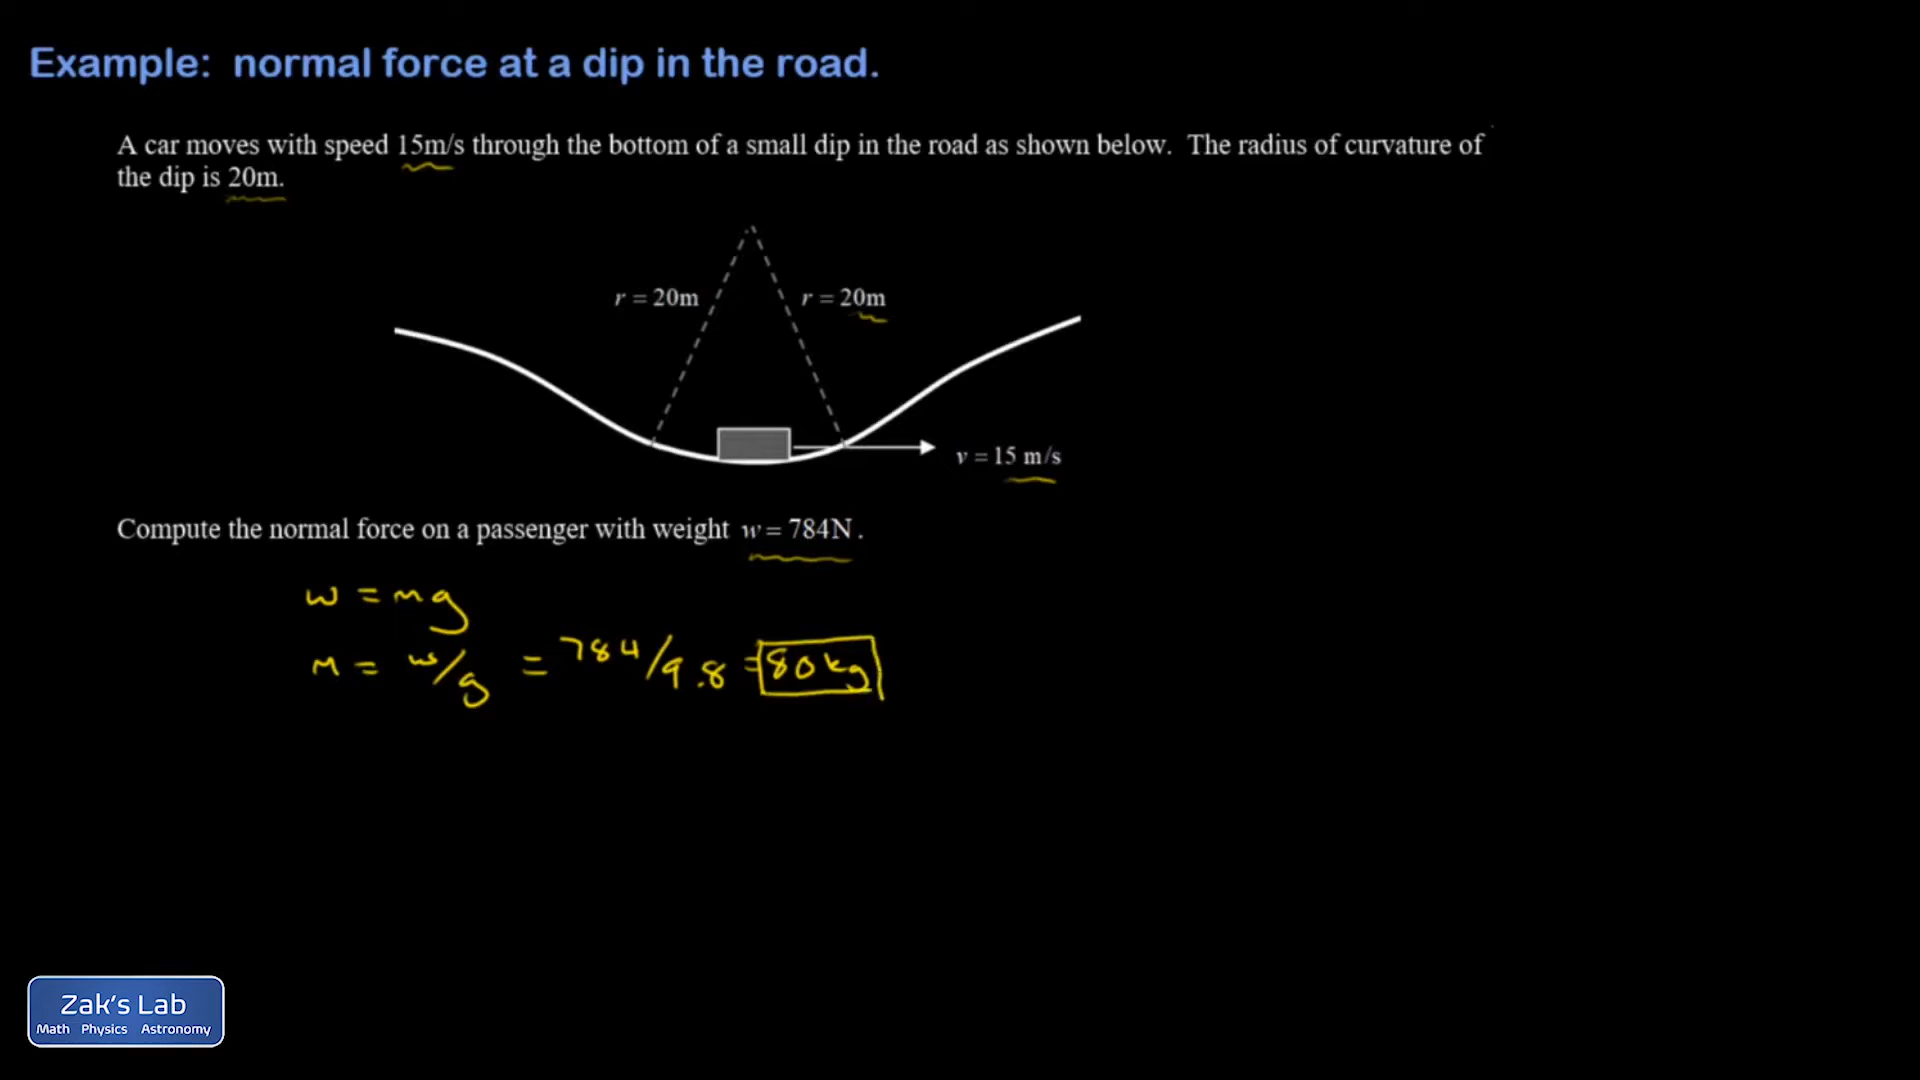 Example: normal force at a dip in the road.
A car moves with speed 15m/s through the bottom of a small dip in the road as shown below. The radius of curvature of
the dip is 20m.
r = 20m
r = 20m
v = 15 m/s
Compute the normal force on a passenger with weight w = 784N.
w = mg
m = w/g = 784/9.8 = 80kg
Zak's Lab
Math Physics Astronomy